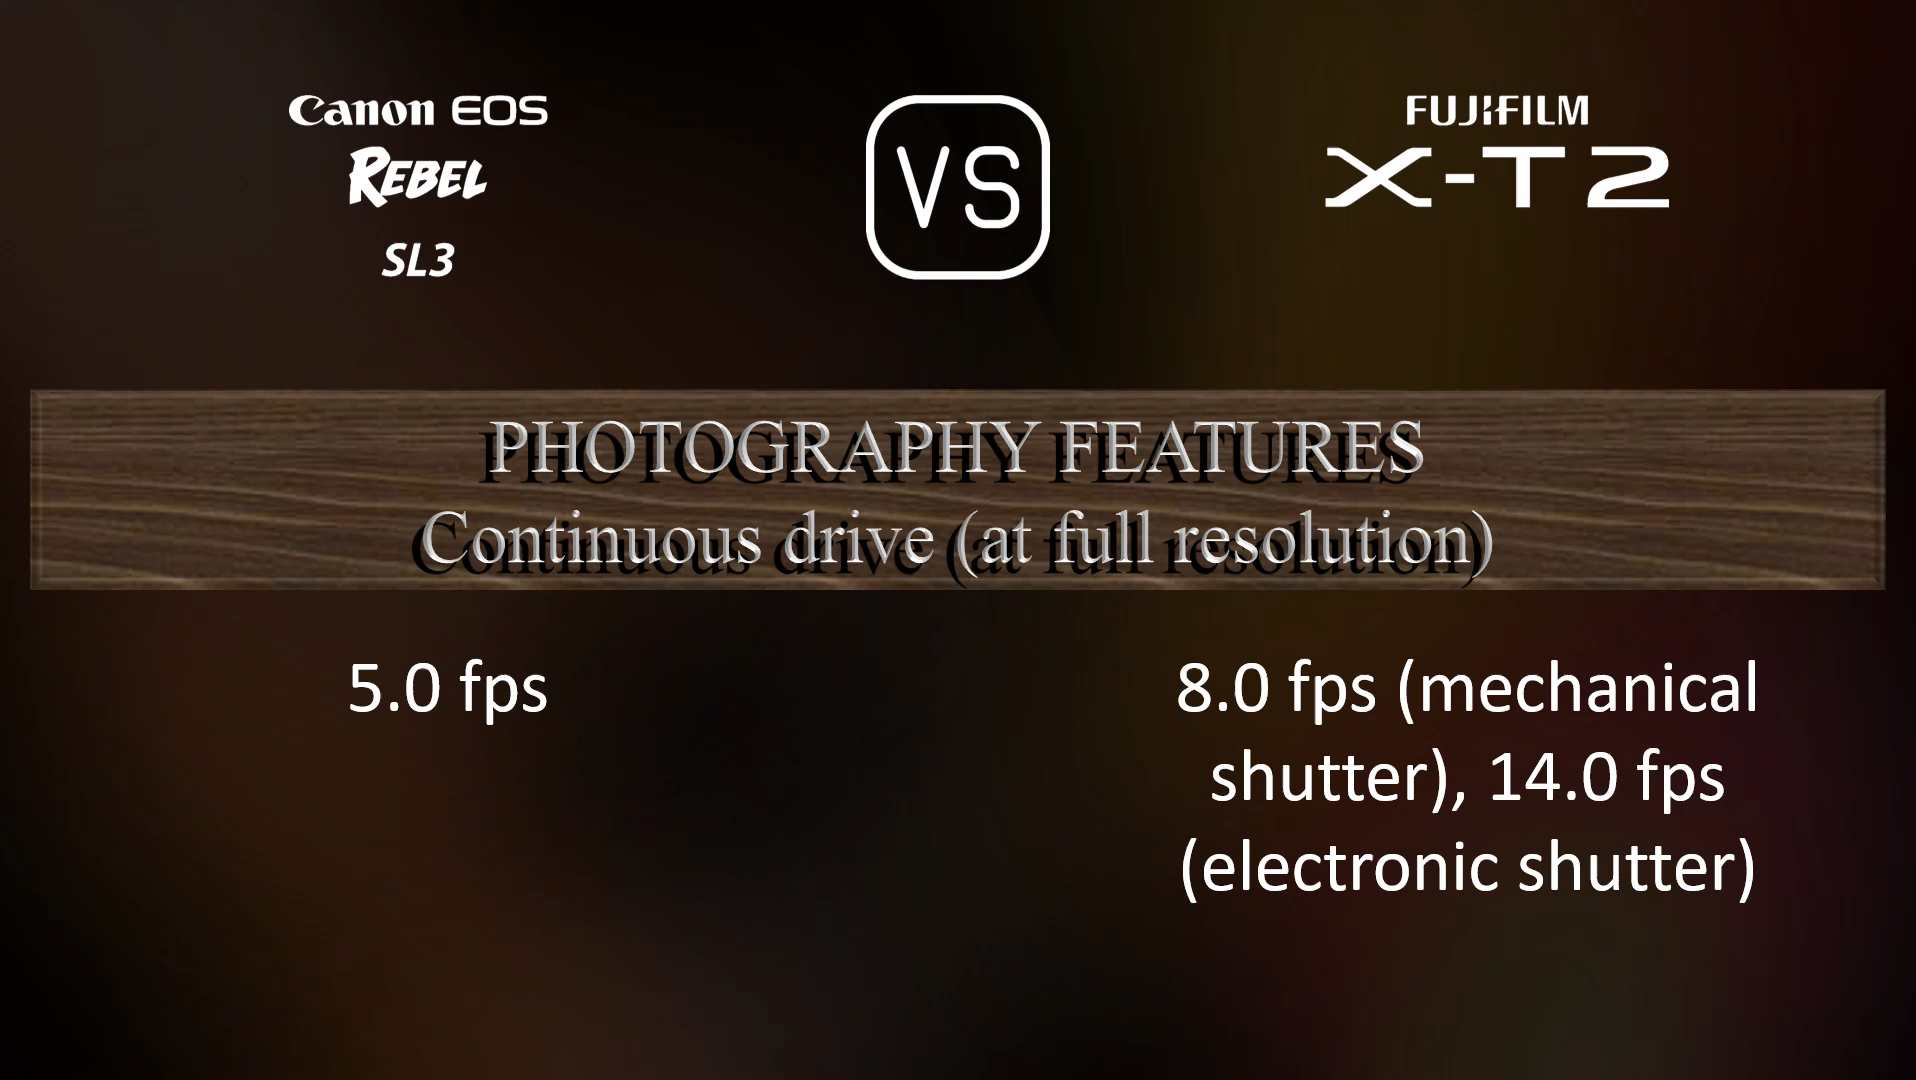 Canon EOS
REBEL
SL3
VS
FUJIFILM
X-T2
PHOTOGRAPHY FEATURES
Continuous drive (at full resolution)
5.0 fps
8.0 fps (mechanical
shutter), 14.0 fps
(electronic shutter)